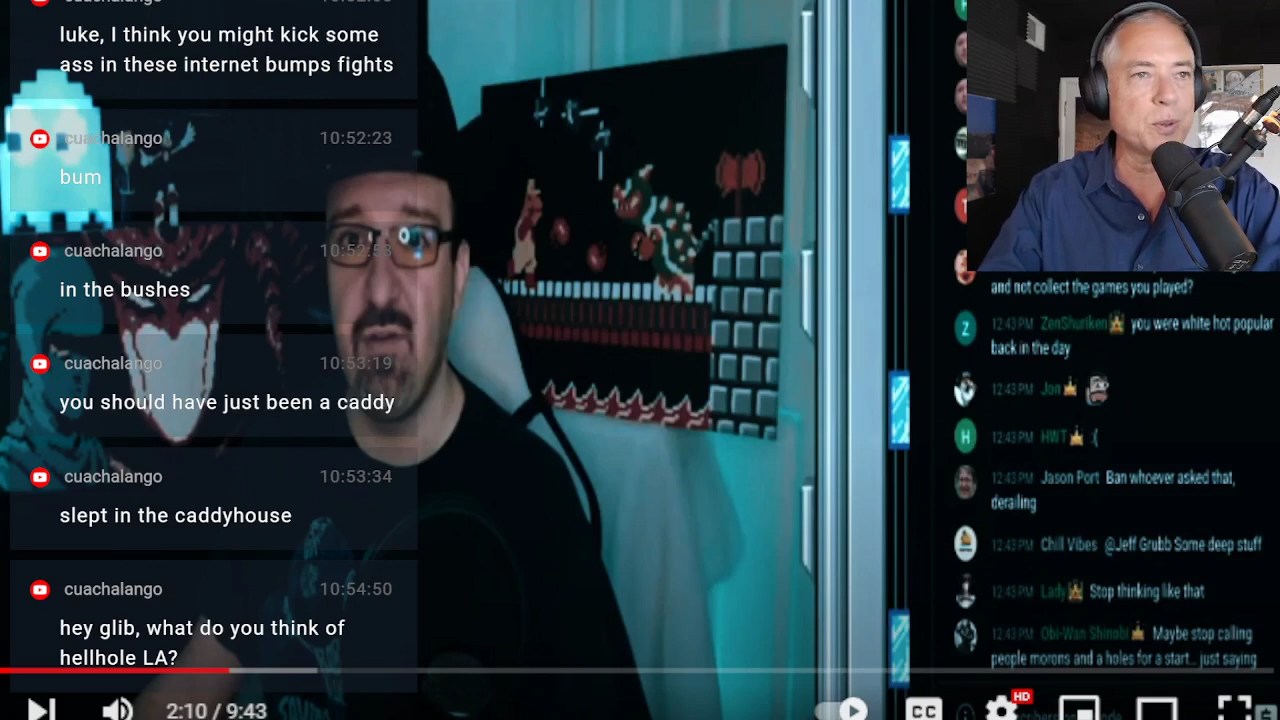 luke, I think you might kick some
ass in these internet bumps fights
cuachalango 10:52:23
bum
cuachalango
in the bushes
cuachalango 10:53:19
you should have just been a caddy
cuachalango 10:53:34
slept in the caddyhouse
cuachalango 10:54:50
hey glib, what do you think of
hellhole LA?
2:10 / 9:43
CC
HD
and not collect the games you played?
Z
12:43 PM ZenShuriken you were white hot popular
back in the day
12:43 PM Jon
H
12:43 PM HWT :(
12:43 PM Jason Port Ban whoever asked that,
derailing
12:43 PM Chill Vibes @Jeff Grubb Some deep stuff
12:43 PM Lady Stop thinking like that
12:43 PM Obi-Wan Shinobi Maybe stop calling
people morons and a holes for a start... just saying